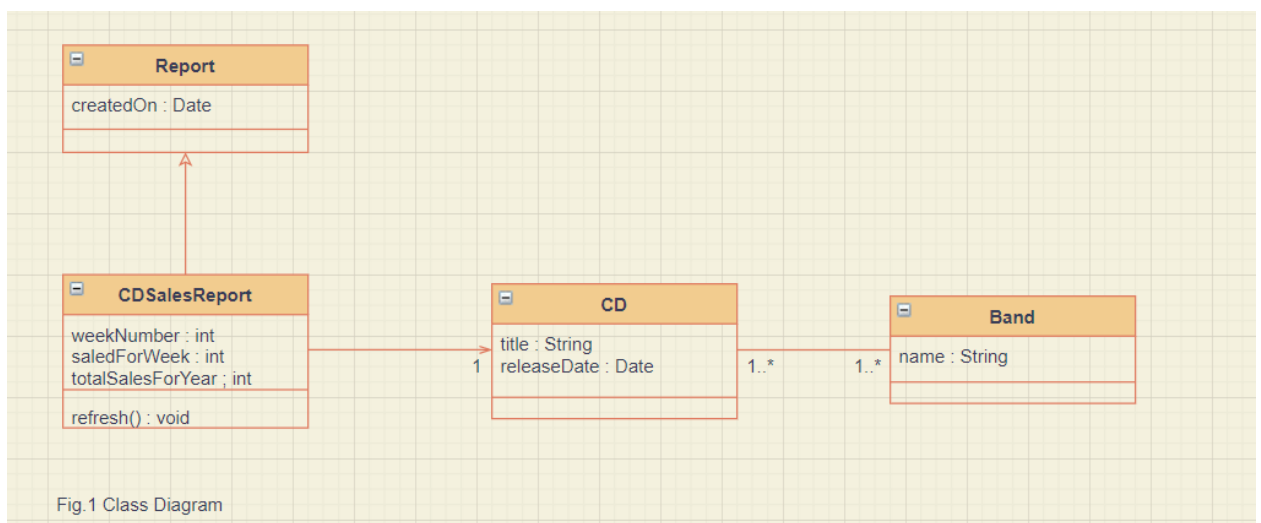 Report
createdOn : Date
CDSalesReport
weekNumber : int
saledForWeek : int
totalSalesForYear ; int
refresh() : void
1
CD
title : String
releaseDate : Date
1..*
1..*
Band
name : String
Fig.1 Class Diagram